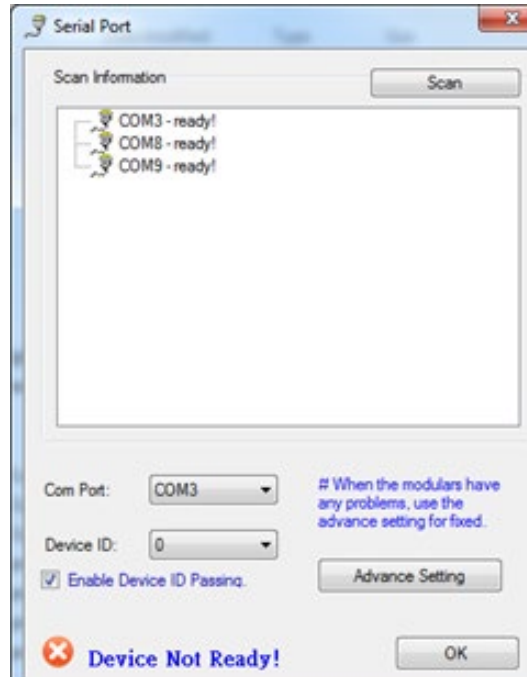 Serial Port
Scan Information
Scan
COM3 - ready!
COM8 - ready!
COM9 - ready!
Com Port:
COM3
# When the modulars have
any problems, use the
advance setting for fixed.
Device ID:
0
Enable Device ID Passing.
Advance Setting
Device Not Ready!
OK